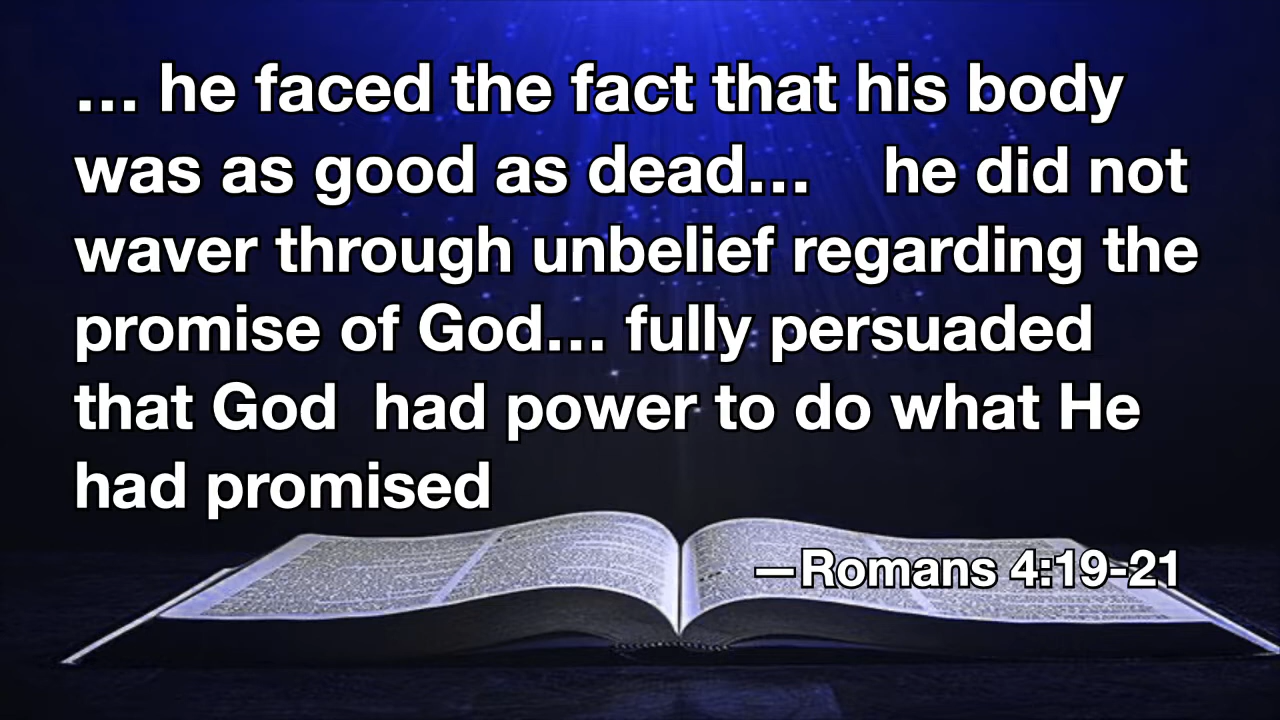 … he faced the fact that his body
was as good as dead… he did not
waver through unbelief regarding the
promise of God… fully persuaded
that God had power to do what He
had promised
—Romans 4:19-21